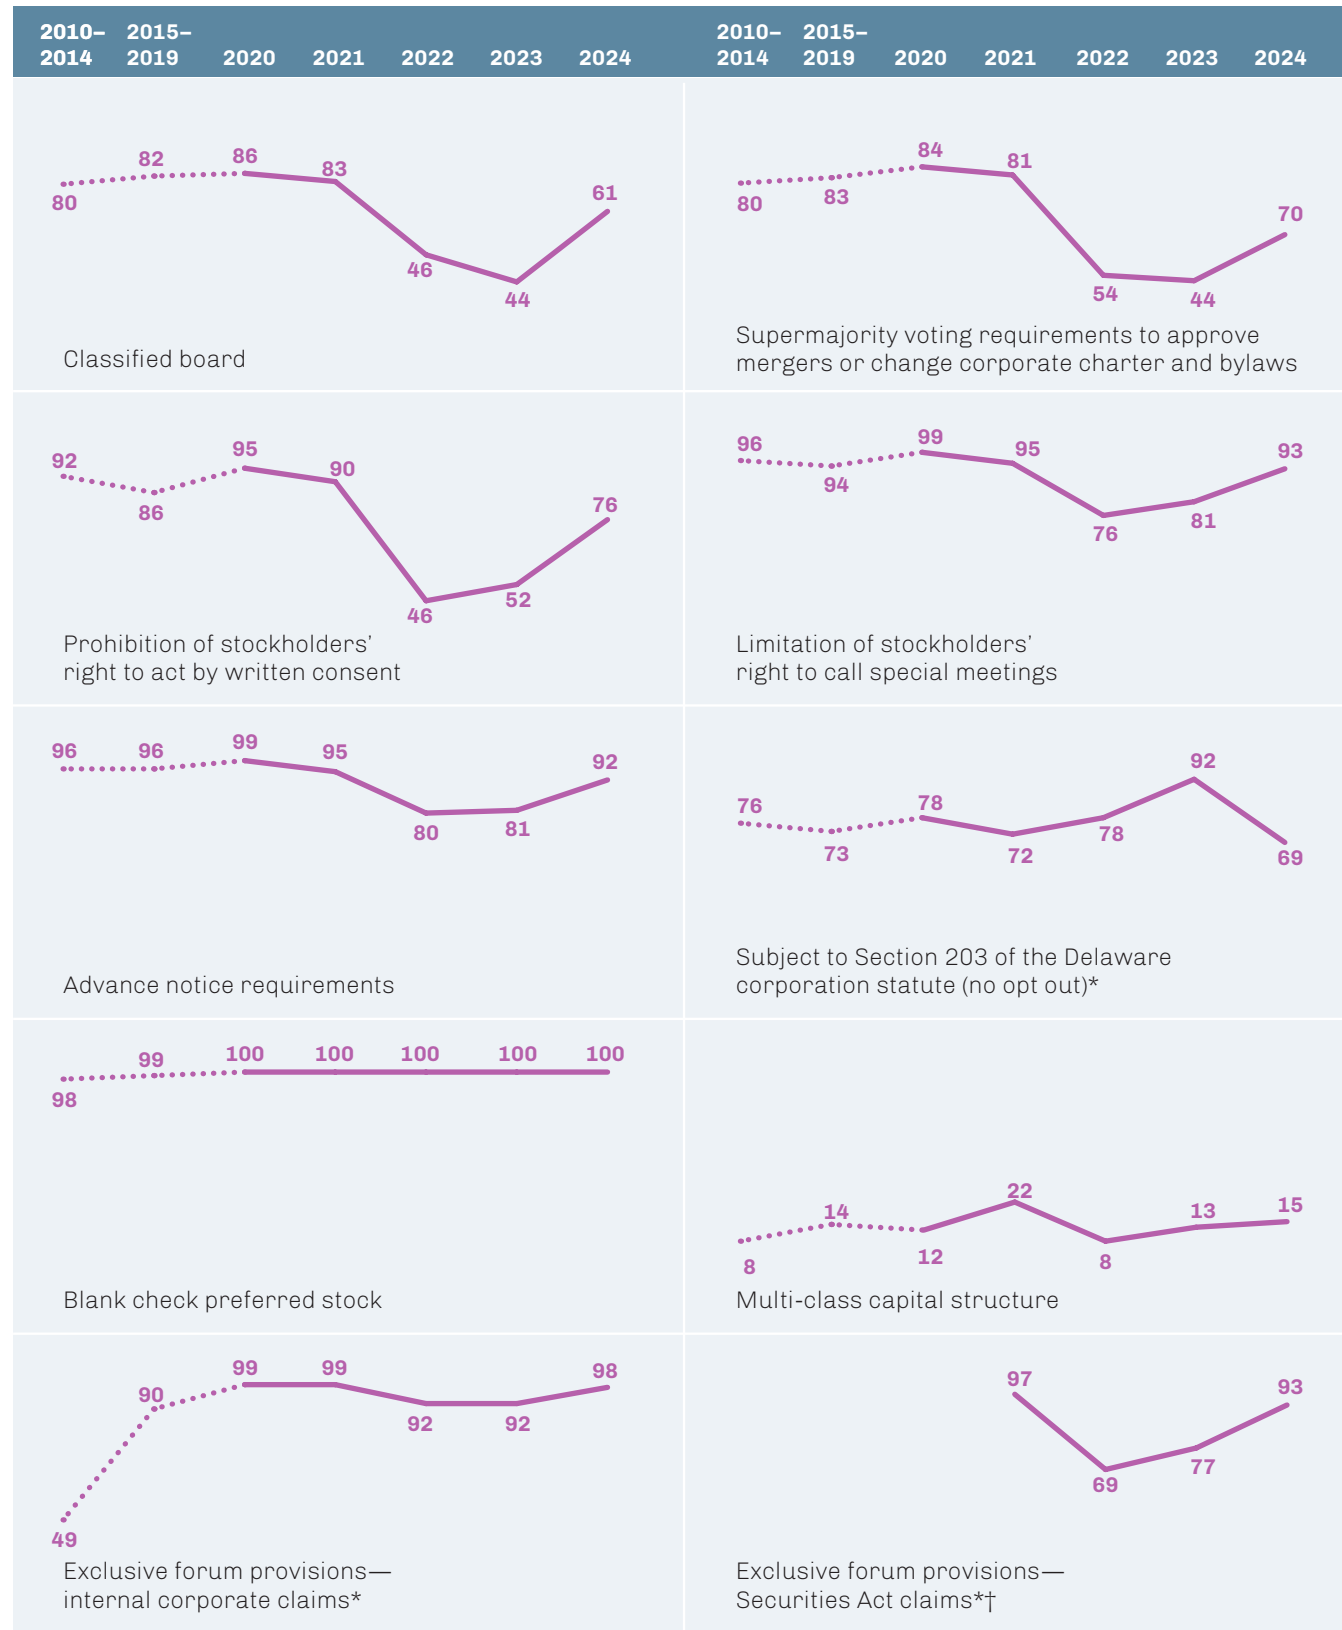 2010– 2015– 2010– 2015–
2014 2019 2020 2021 2022 2023 2024 2014 2019 2020 2021 2022 2023 2024
80 82 86 83 46 44 61
Classified board
80 83 84 81 54 44 70
Supermajority voting requirements to approve
mergers or change corporate charter and bylaws
92 86 95 90 46 52 76
Prohibition of stockholders’
right to act by written consent
96 94 99 95 76 81 93
Limitation of stockholders’
right to call special meetings
96 96 99 95 80 81 92
Advance notice requirements
76 73 78 72 78 92 69
Subject to Section 203 of the Delaware
corporation statute (no opt out)*
98 99 100 100 100 100 100
Blank check preferred stock
8 14 12 22 8 13 15
Multi-class capital structure
49 90 99 99 92 92 98
Exclusive forum provisions—
internal corporate claims*
97 69 77 93
Exclusive forum provisions—
Securities Act claims*†